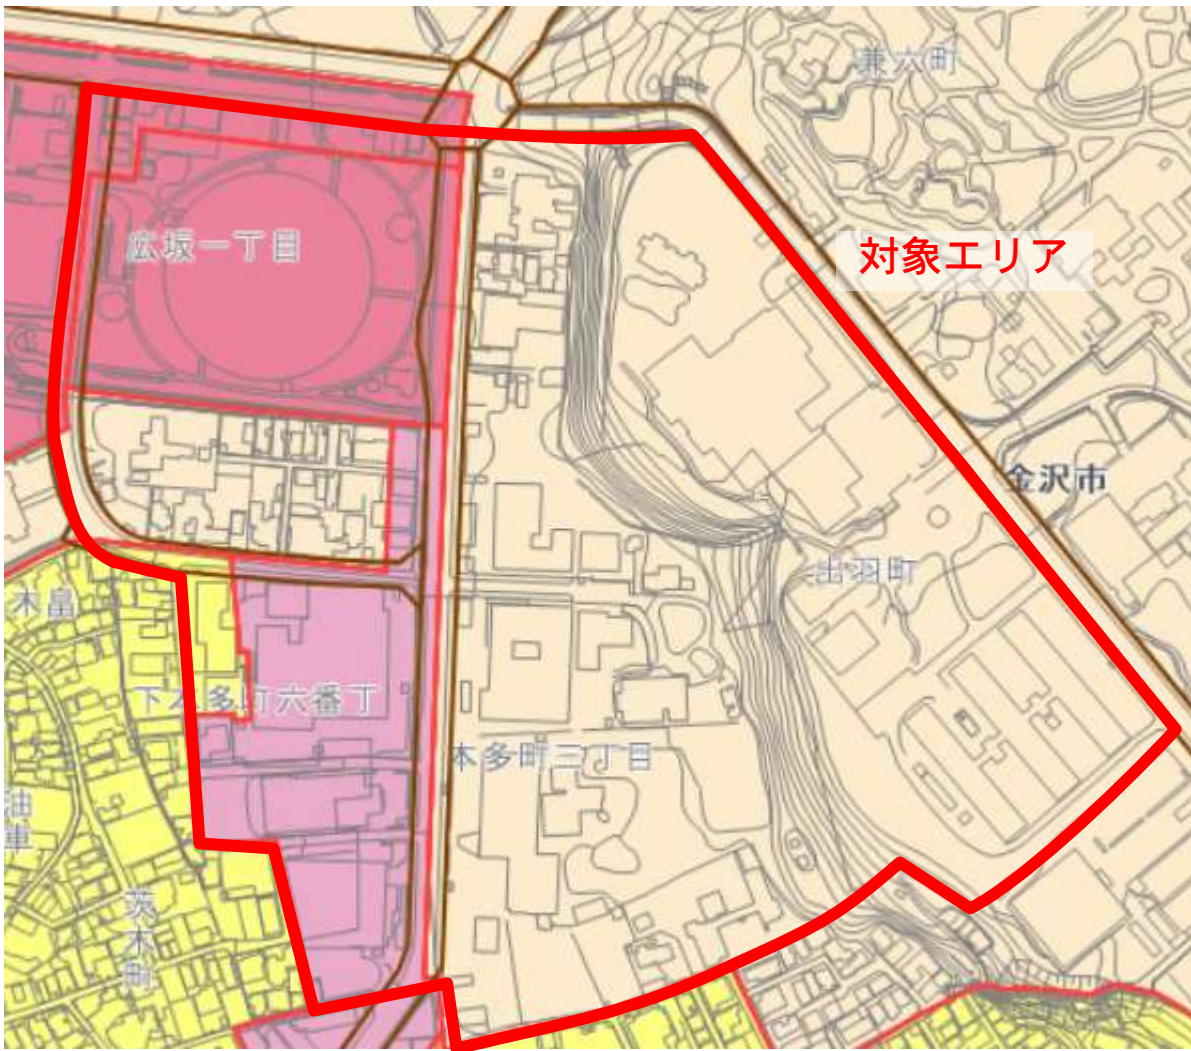 兼六町
広坂一丁目
対象エリア
金沢市
出羽町
木畠
下本多町六番丁
本多町三丁目
油車
茨木町